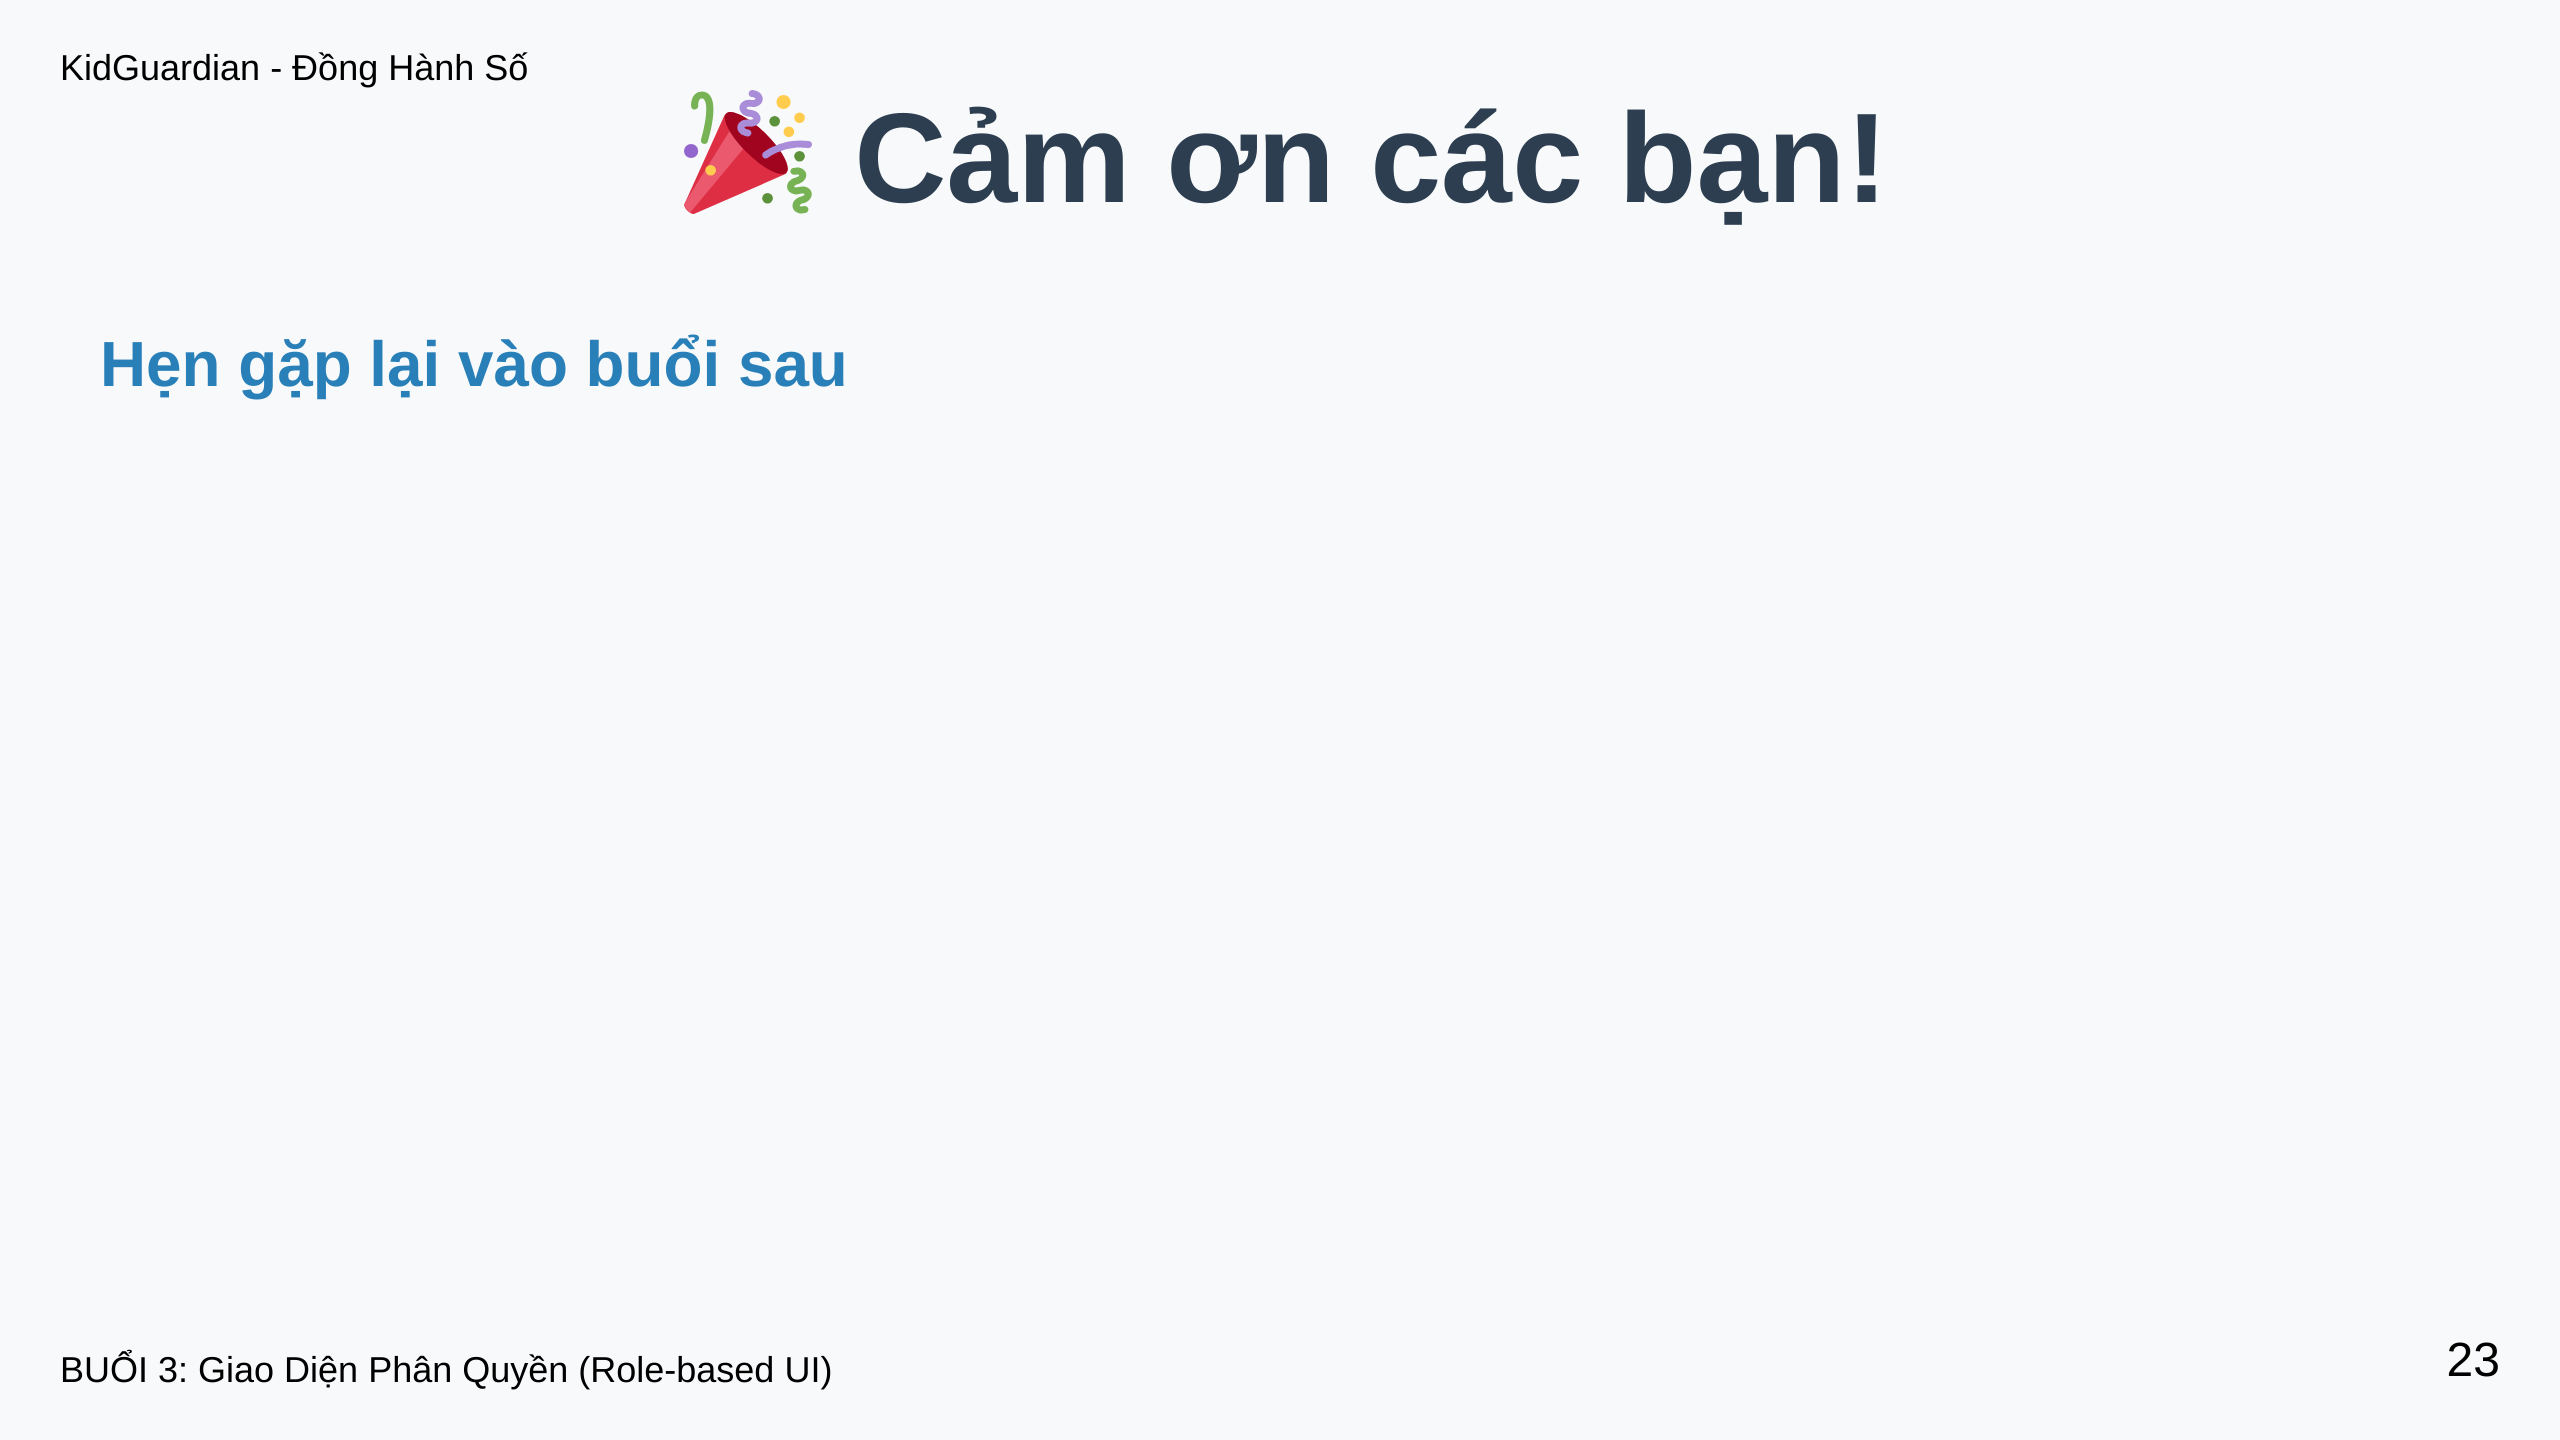 KidGuardian - Đồng Hành Số
🎉 Cảm ơn các bạn!
Hẹn gặp lại vào buổi sau
BUỔI 3: Giao Diện Phân Quyền (Role-based UI)
23